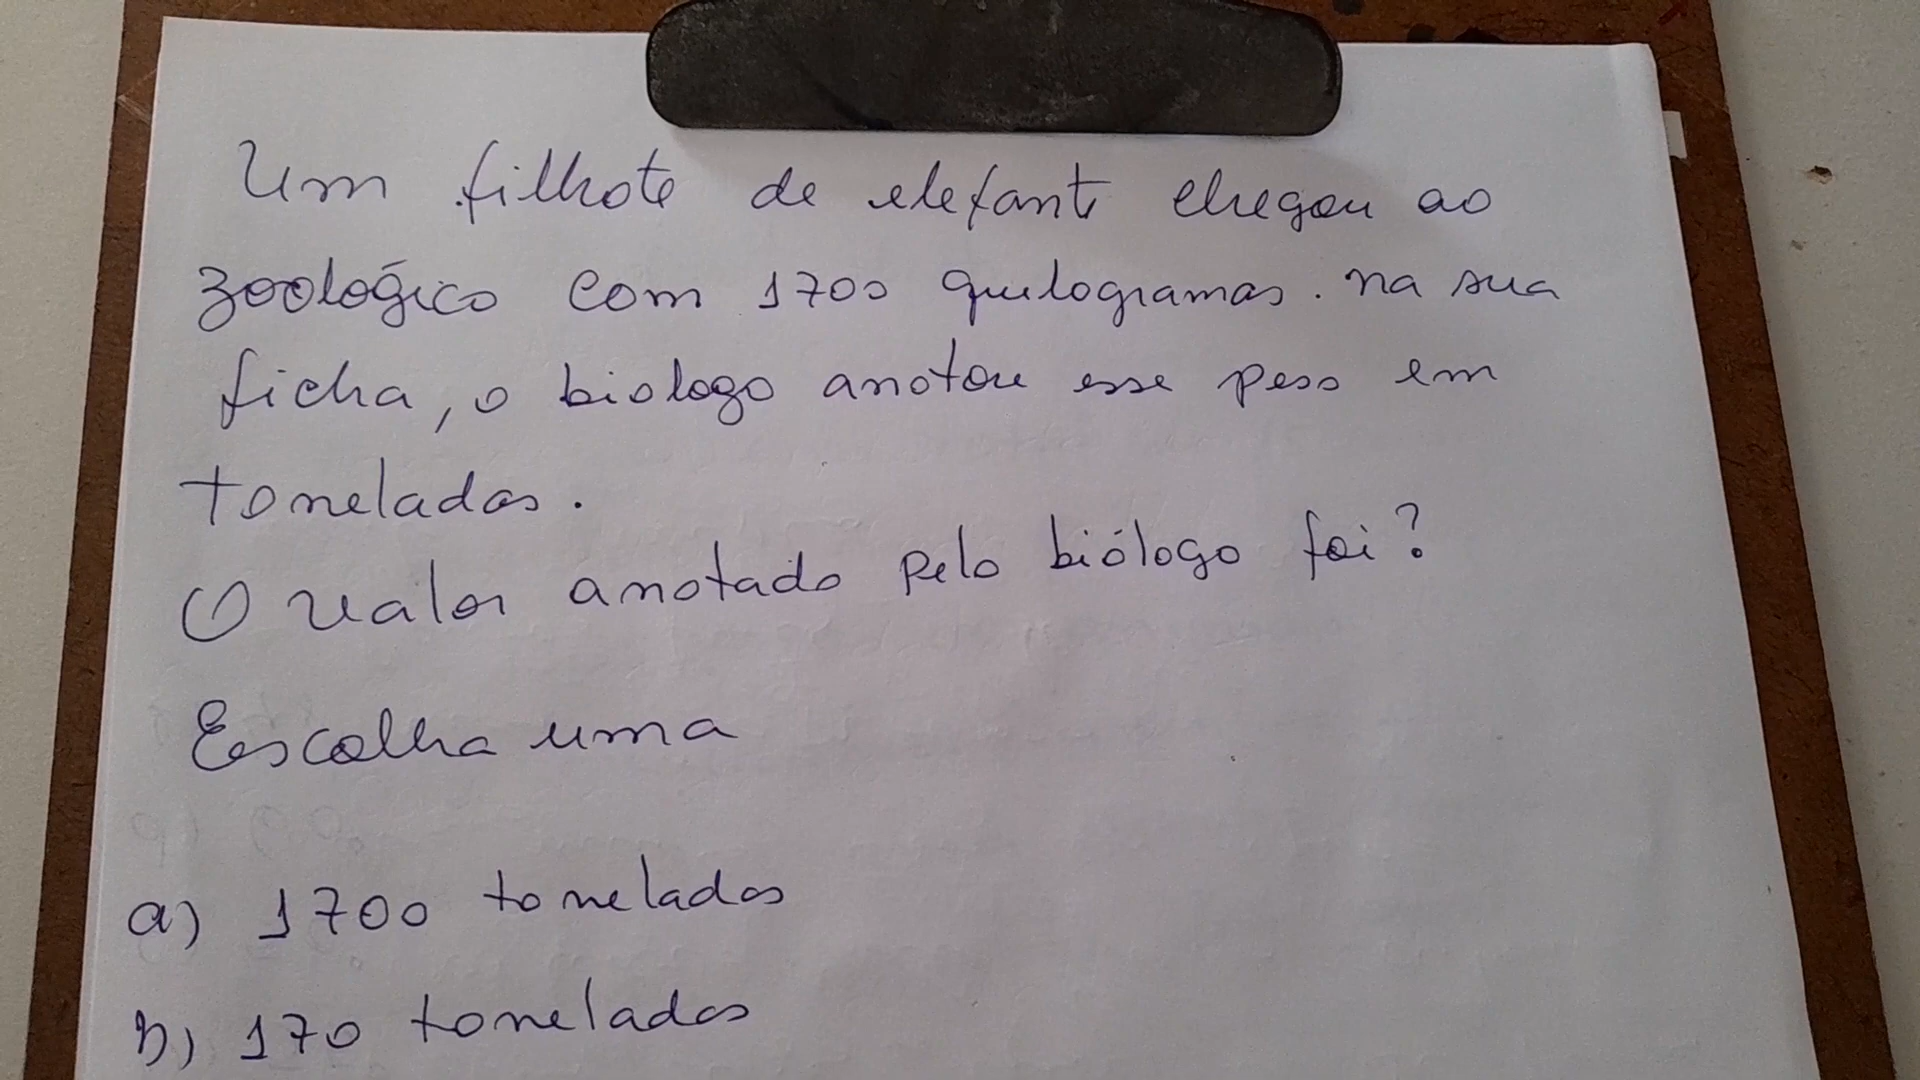 Um filhote de elefante chegou ao
zoológico com 1700 quilogramas. na sua
ficha, o biologo anotou esse peso em
toneladas.
O valor anotado pelo biólogo foi?
Escolha uma
a) 1700 toneladas
b) 170 toneladas